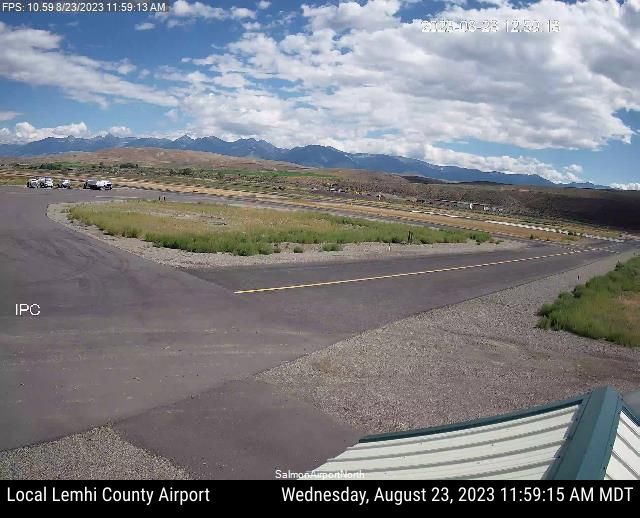 FPS: 10.59 8/23/2023 11:59:13 AM
IPC
SalmonAirportNorth
Local Lemhi County Airport
Wednesday, August 23, 2023 11:59:15 AM MDT